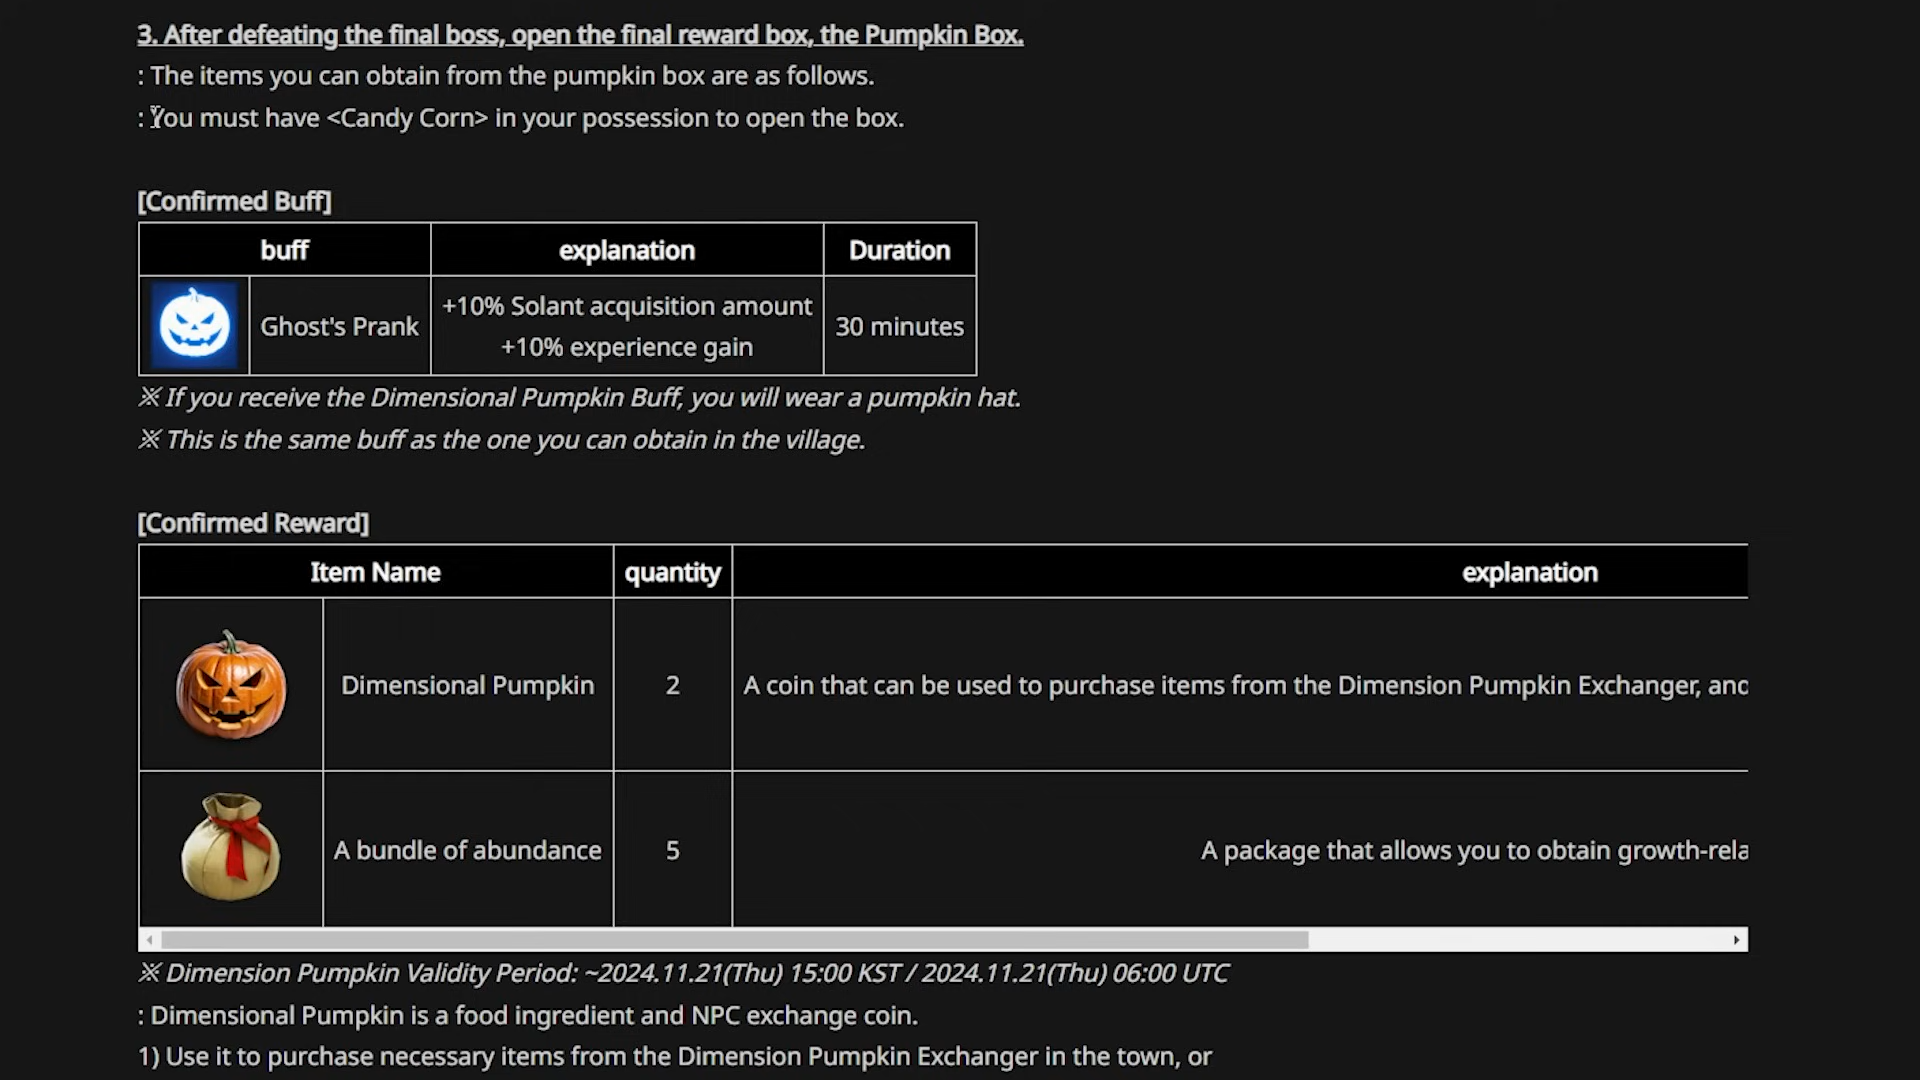 3. After defeating the final boss, open the final reward box, the Pumpkin Box.
: The items you can obtain from the pumpkin box are as follows.
: You must have <Candy Corn> in your possession to open the box.
[Confirmed Buff]
buff explanation Duration
Ghost's Prank +10% Solant acquisition amount 30 minutes
+10% experience gain
※ If you receive the Dimensional Pumpkin Buff, you will wear a pumpkin hat.
※ This is the same buff as the one you can obtain in the village.
[Confirmed Reward]
Item Name quantity explanation
Dimensional Pumpkin 2 A coin that can be used to purchase items from the Dimension Pumpkin Exchanger, and
A bundle of abundance 5 A package that allows you to obtain growth-rela
※ Dimension Pumpkin Validity Period: ~2024.11.21(Thu) 15:00 KST / 2024.11.21(Thu) 06:00 UTC
: Dimensional Pumpkin is a food ingredient and NPC exchange coin.
1) Use it to purchase necessary items from the Dimension Pumpkin Exchanger in the town, or